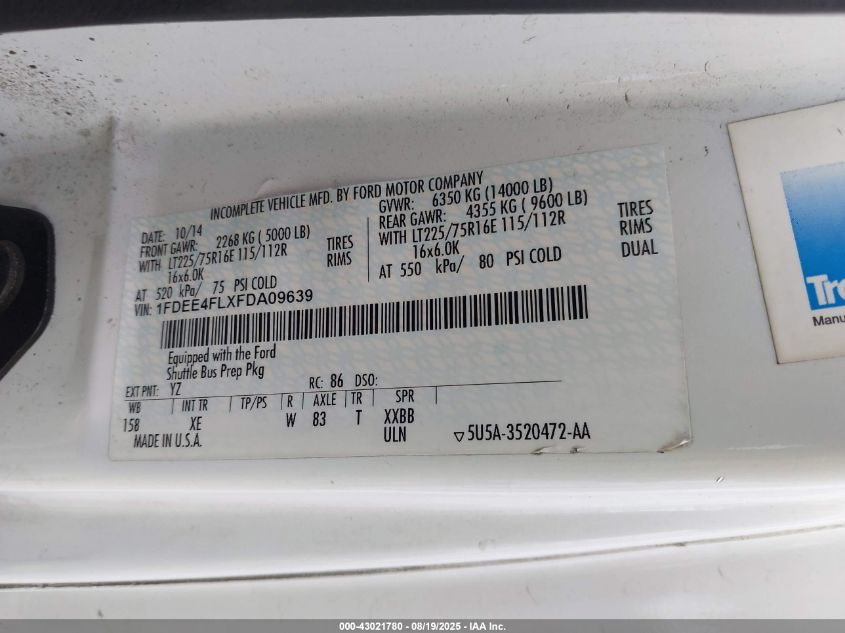 INCOMPLETE VEHICLE MFD. BY FORD MOTOR COMPANY
DATE: 10/14
FRONT GAWR: 2268 KG ( 5000 LB)
WITH LT225/75R16E 115/112R TIRES
16x6.0K RIMS
AT 520 kPa/ 75 PSI COLD
GVWR: 6350 KG (14000 LB)
REAR GAWR: 4355 KG ( 9600 LB)
WITH LT225/75R16E 115/112R TIRES
16x6.0K RIMS
AT 550 kPa/ 80 PSI COLD DUAL
VIN: 1FDEE4FLXFDA09639
Equipped with the Ford
Shuttle Bus Prep Pkg
EXT PNT: YZ RC: 86 DSO:
WB INT TR TP/PS R AXLE TR SPR
158 XE W 83 T XXBB
MADE IN U.S.A. ULN ▽5U5A-3520472-AA
Manu
000-43021780 - 08/19/2025 - IAA Inc.